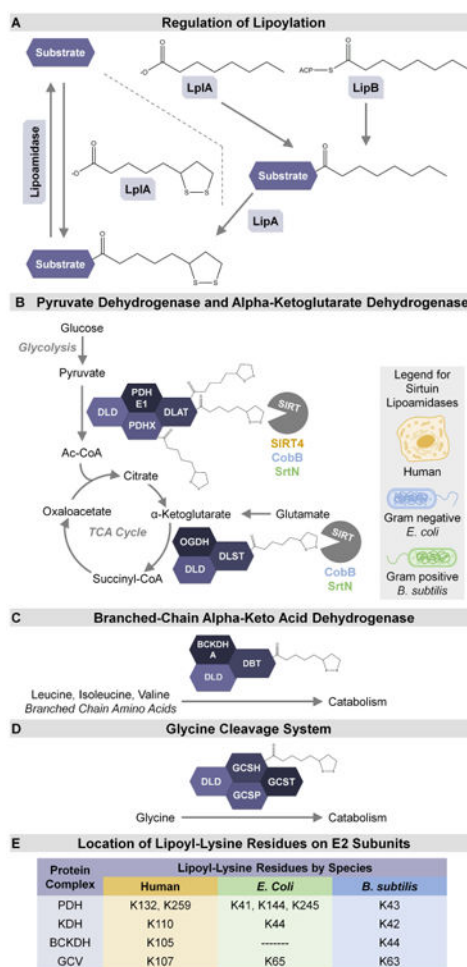 A Regulation of Lipoylation
Substrate
O
-O
LplA
O
ACP
S
LipB
Lipoamidase
O
-O
LplA
S-S
Substrate
O
LipA
Substrate
O
S-S
B Pyruvate Dehydrogenase and Alpha-Ketoglutarate Dehydrogenase
Glucose
Glycolysis
Pyruvate
PDH
E1
DLD
DLAT
PDHX
SIRT
SIRT4
CobB
SrtN
Ac-CoA
Citrate
Oxaloacetate
α-Ketoglutarate
Glutamate
TCA Cycle
OGDH
DLST
DLD
SIRT
CobB
SrtN
Succinyl-CoA
Legend for
Sirtuin
Lipoamidases
Human
Gram negative
E. coli
Gram positive
B. subtilis
C Branched-Chain Alpha-Keto Acid Dehydrogenase
BCKDH
A
DBT
DLD
Leucine, Isoleucine, Valine
Branched Chain Amino Acids
Catabolism
D Glycine Cleavage System
GCSH
DLD
GCST
GCSP
Glycine
Catabolism
E Location of Lipoyl-Lysine Residues on E2 Subunits
Protein
Complex
Lipoyl-Lysine Residues by Species
Human E. Coli B. subtilis
PDH K132, K259 K41, K144, K245 K43
KDH K110 K44 K42
BCKDH K105 ------- K44
GCV K107 K65 K63